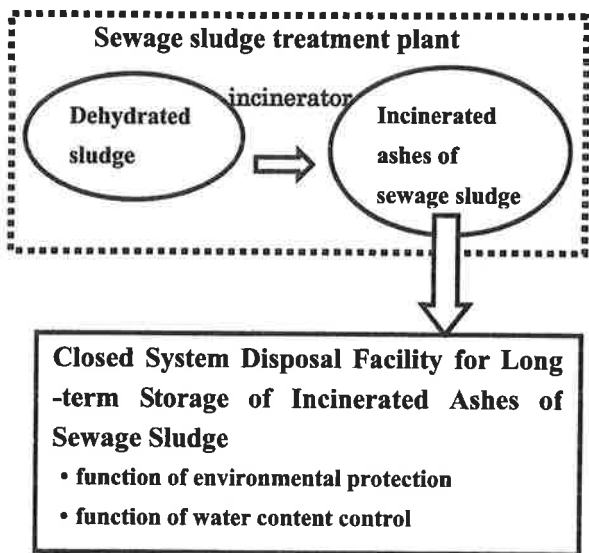 Sewage sludge treatment plant
incinerator
Dehydrated
sludge
Incinerated
ashes of
sewage sludge
Closed System Disposal Facility for Long
-term Storage of Incinerated Ashes of
Sewage Sludge
• function of environmental protection
• function of water content control